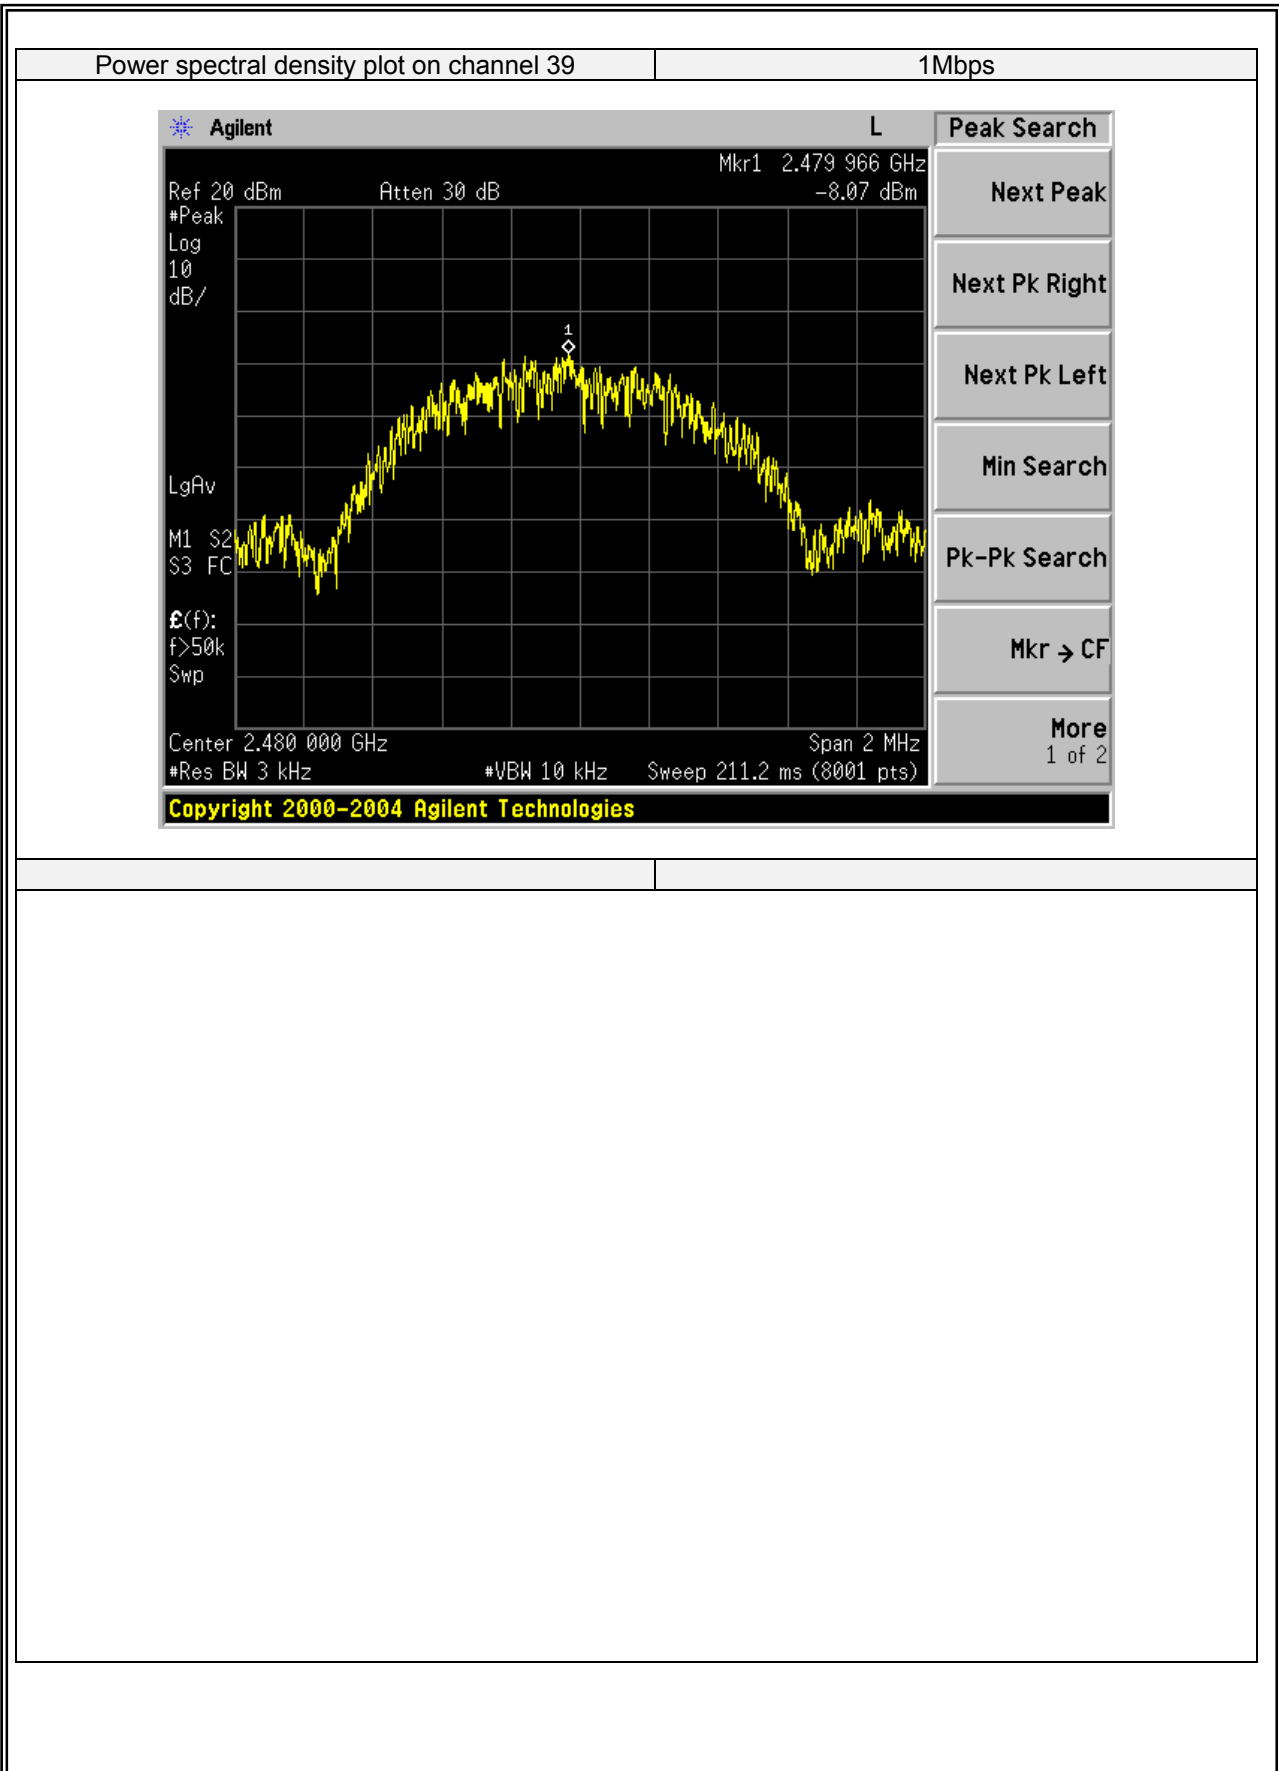 Power spectral density plot on channel 39
1Mbps
Agilent
L
Peak Search
Mkr1 2.479 966 GHz
Ref 20 dBm Atten 30 dB -8.07 dBm
#Peak
Log
10
dB/
1
LgAv
M1 S2
S3 FC
£(f):
f>50k
Swp
Center 2.480 000 GHz Span 2 MHz
#Res BW 3 kHz #VBW 10 kHz Sweep 211.2 ms (8001 pts)
Copyright 2000-2004 Agilent Technologies
Next Peak
Next Pk Right
Next Pk Left
Min Search
Pk-Pk Search
Mkr → CF
More
1 of 2